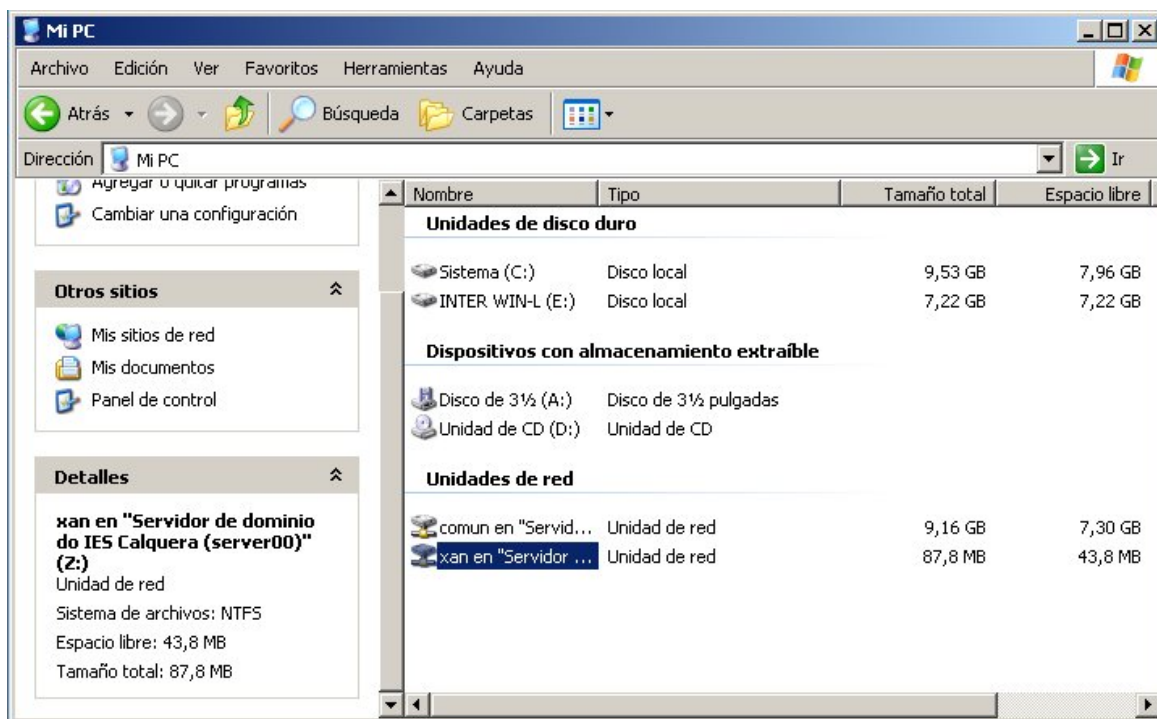 Mi PC
Archivo Edición Ver Favoritos Herramientas Ayuda
Atrás Búsqueda Carpetas
Dirección Mi PC Ir
Agregar o quitar programas
Cambiar una configuración
Otros sitios
Mis sitios de red
Mis documentos
Panel de control
Detalles
xan en "Servidor de dominio
do IES Calquera (server00)"
(Z:)
Unidad de red
Sistema de archivos: NTFS
Espacio libre: 43,8 MB
Tamaño total: 87,8 MB
Nombre Tipo Tamaño total Espacio libre
Unidades de disco duro
Sistema (C:) Disco local 9,53 GB 7,96 GB
INTER WIN-L (E:) Disco local 7,22 GB 7,22 GB
Dispositivos con almacenamiento extraíble
Disco de 3½ (A:) Disco de 3½ pulgadas
Unidad de CD (D:) Unidad de CD
Unidades de red
comun en "Servid... Unidad de red 9,16 GB 7,30 GB
xan en "Servidor ... Unidad de red 87,8 MB 43,8 MB